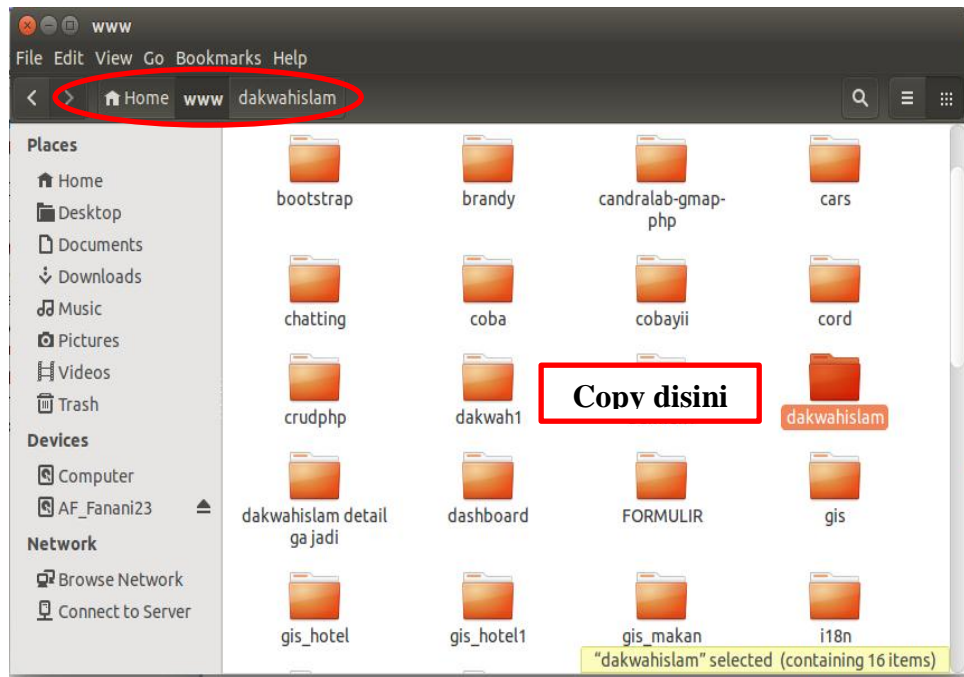 www
File Edit View Go Bookmarks Help
Home www dakwahislam
Places
Home
Desktop
Documents
Downloads
Music
Pictures
Videos
Trash
Devices
Computer
AF_Fanani23
Network
Browse Network
Connect to Server
bootstrap brandy candralab-gmap- cars
php
chatting coba cobayii cord
crudphp dakwah1 Copy disini dakwahislam
dakwahislam detail dashboard FORMULIR gis
ga jadi
gis_hotel gis_hotel1 gis_makan i18n
"dakwahislam" selected (containing 16 items)